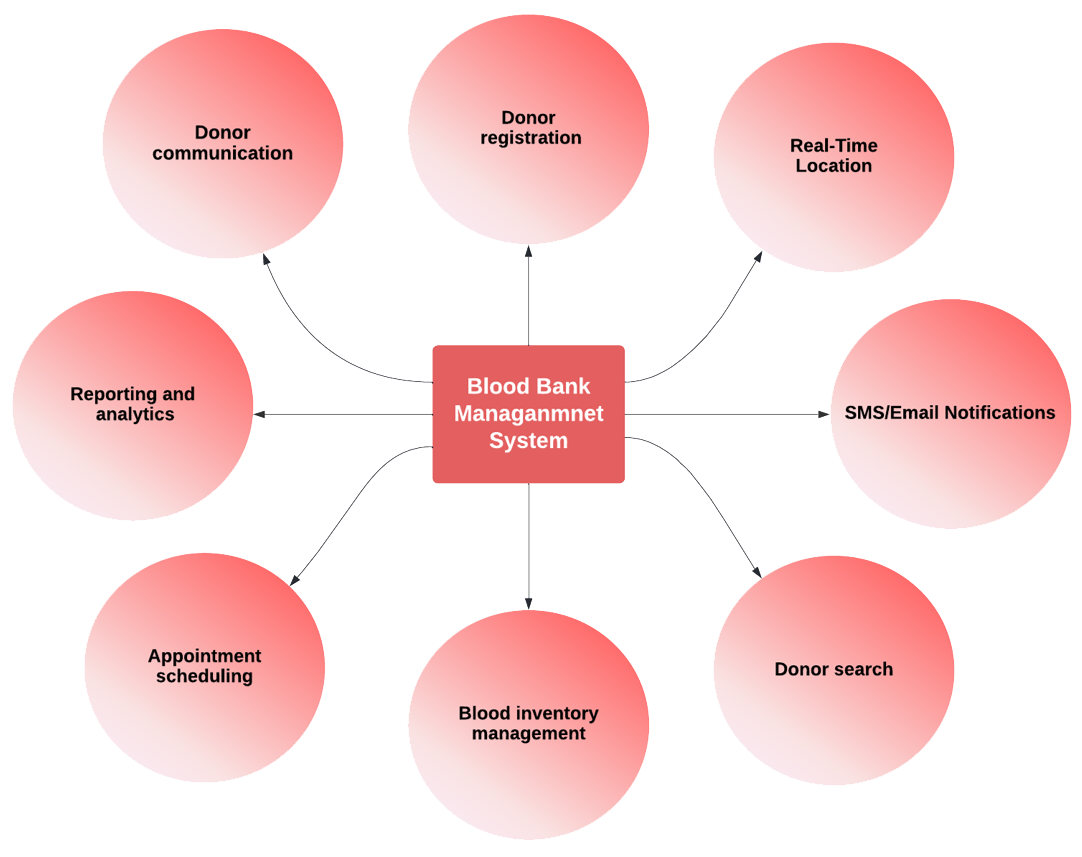 Donor
communication
Donor
registration
Real-Time
Location
Reporting and
analytics
Blood Bank
Managanmnet
System
SMS/Email Notifications
Appointment
scheduling
Blood inventory
management
Donor search